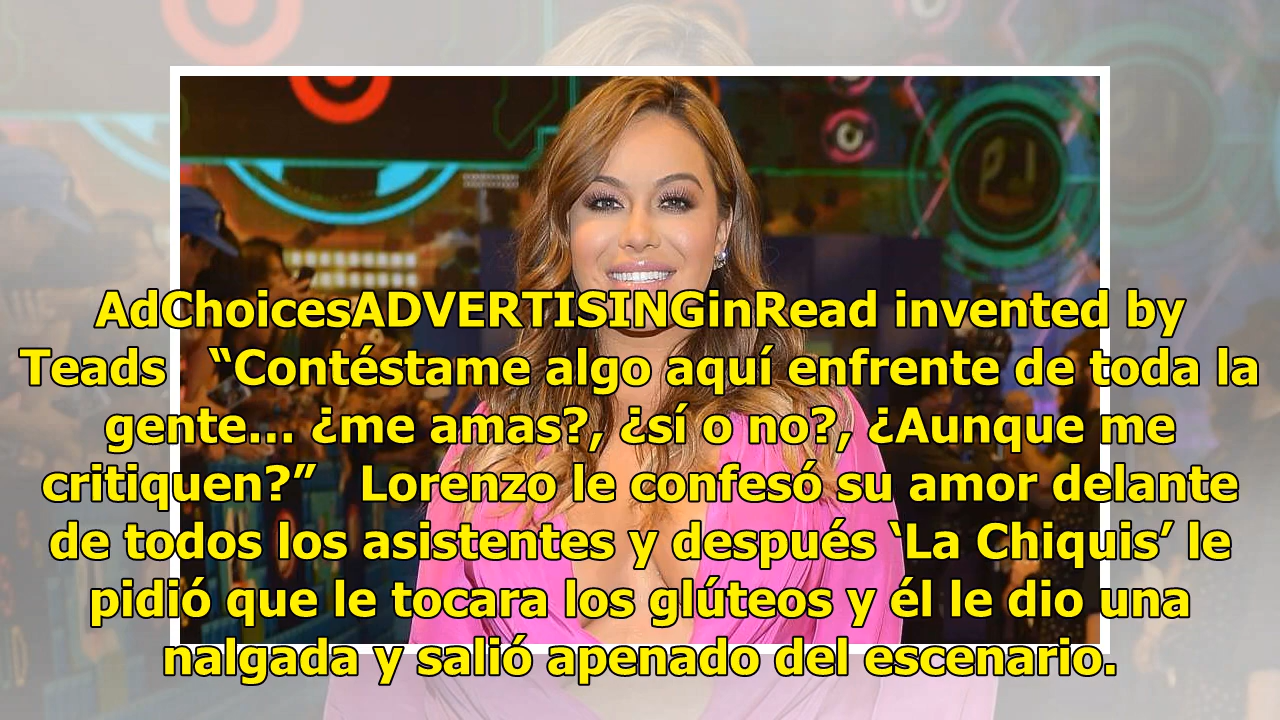 AdChoicesADVERTISINGinRead invented by
Teads “Contéstame algo aquí enfrente de toda la
gente... ¿me amas?, ¿sí o no?, ¿Aunque me
critiquen?” Lorenzo le confesó su amor delante
de todos los asistentes y después ‘La Chiquis’ le
pidió que le tocara los glúteos y él le dio una
nalgada y salió apenado del escenario.